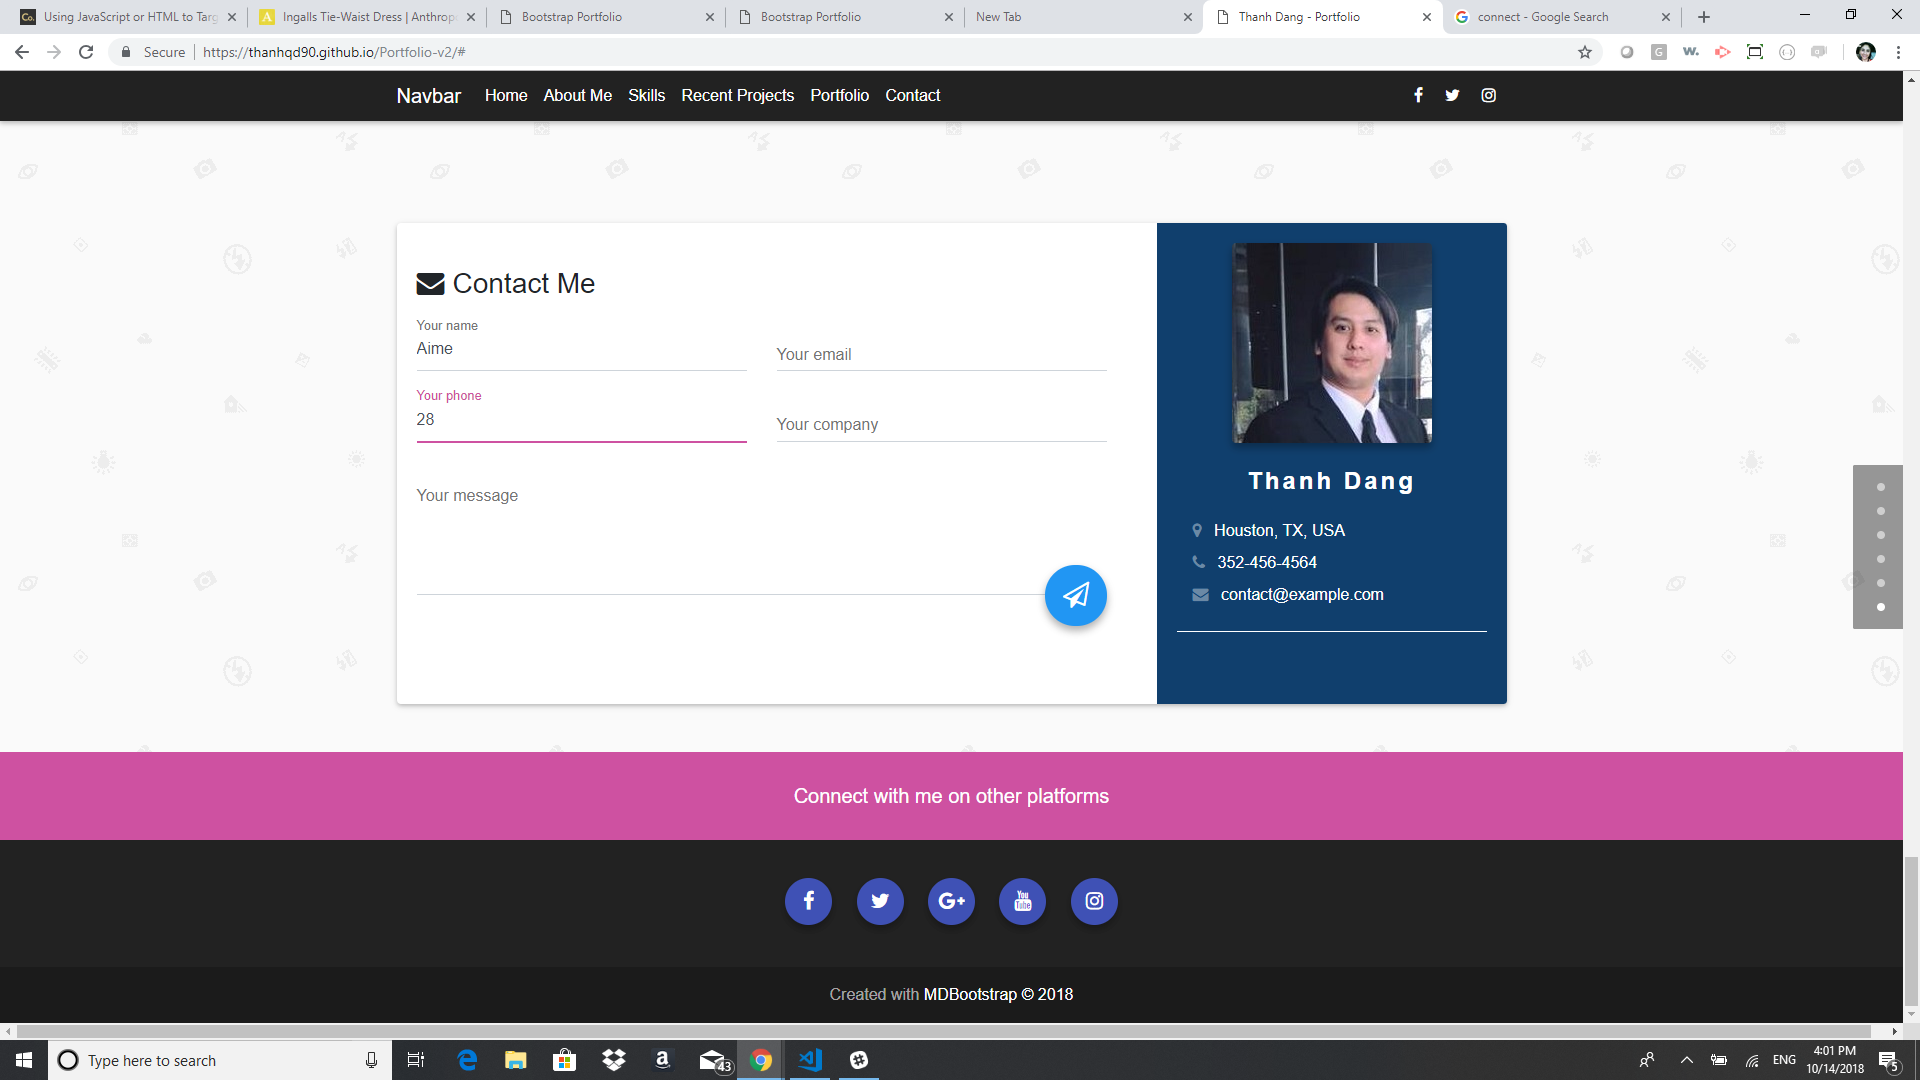 Using JavaScript or HTML to Targ
Ingalls Tie-Waist Dress | Anthrop
Bootstrap Portfolio
Bootstrap Portfolio
New Tab
Thanh Dang - Portfolio
connect - Google Search
Secure
https://thanhqd90.github.io/Portfolio-v2/#
Navbar Home About Me Skills Recent Projects Portfolio Contact
Contact Me
Your name
Aime
Your email
Your phone
28
Your company
Your message
Thanh Dang
Houston, TX, USA
352-456-4564
contact@example.com
Connect with me on other platforms
Created with MDBootstrap © 2018
Type here to search
43
ENG
4:01 PM
10/14/2018
5